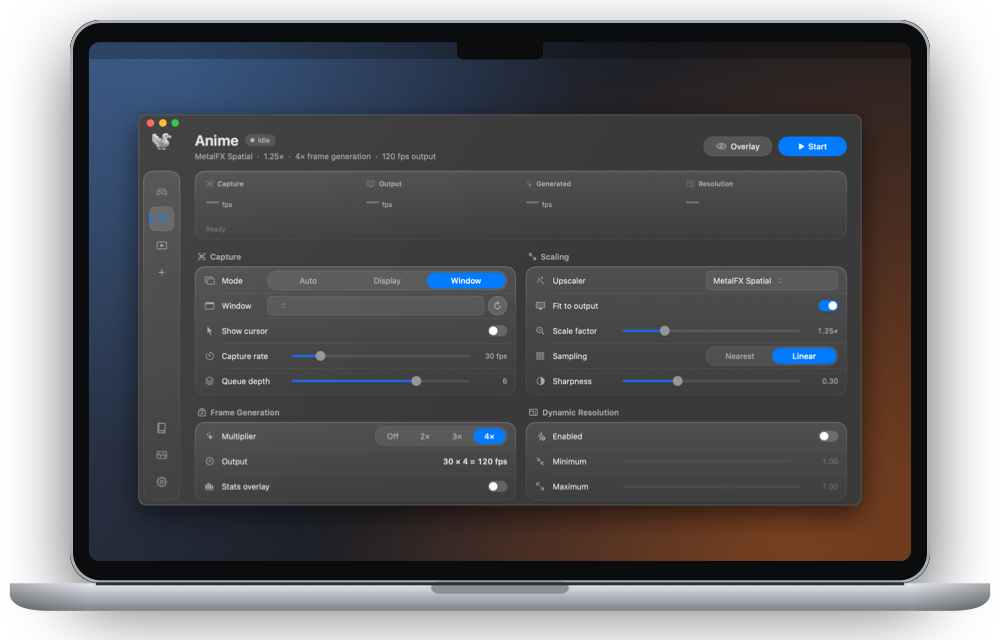 Anime Idle
MetalFX Spatial · 1.25× · 4× frame generation · 120 fps output
Overlay
Start
Capture Output Generated Resolution
— fps — fps — fps —
Ready
Capture
Mode Auto Display Window
Window
Show cursor
Capture rate 30 fps
Queue depth 6
Scaling
Upscaler MetalFX Spatial
Fit to output
Scale factor 1.25×
Sampling Nearest Linear
Sharpness 0.30
Frame Generation
Multiplier Off 2× 3× 4×
Output 30 × 4 = 120 fps
Stats overlay
Dynamic Resolution
Enabled
Minimum 1.00
Maximum 1.00